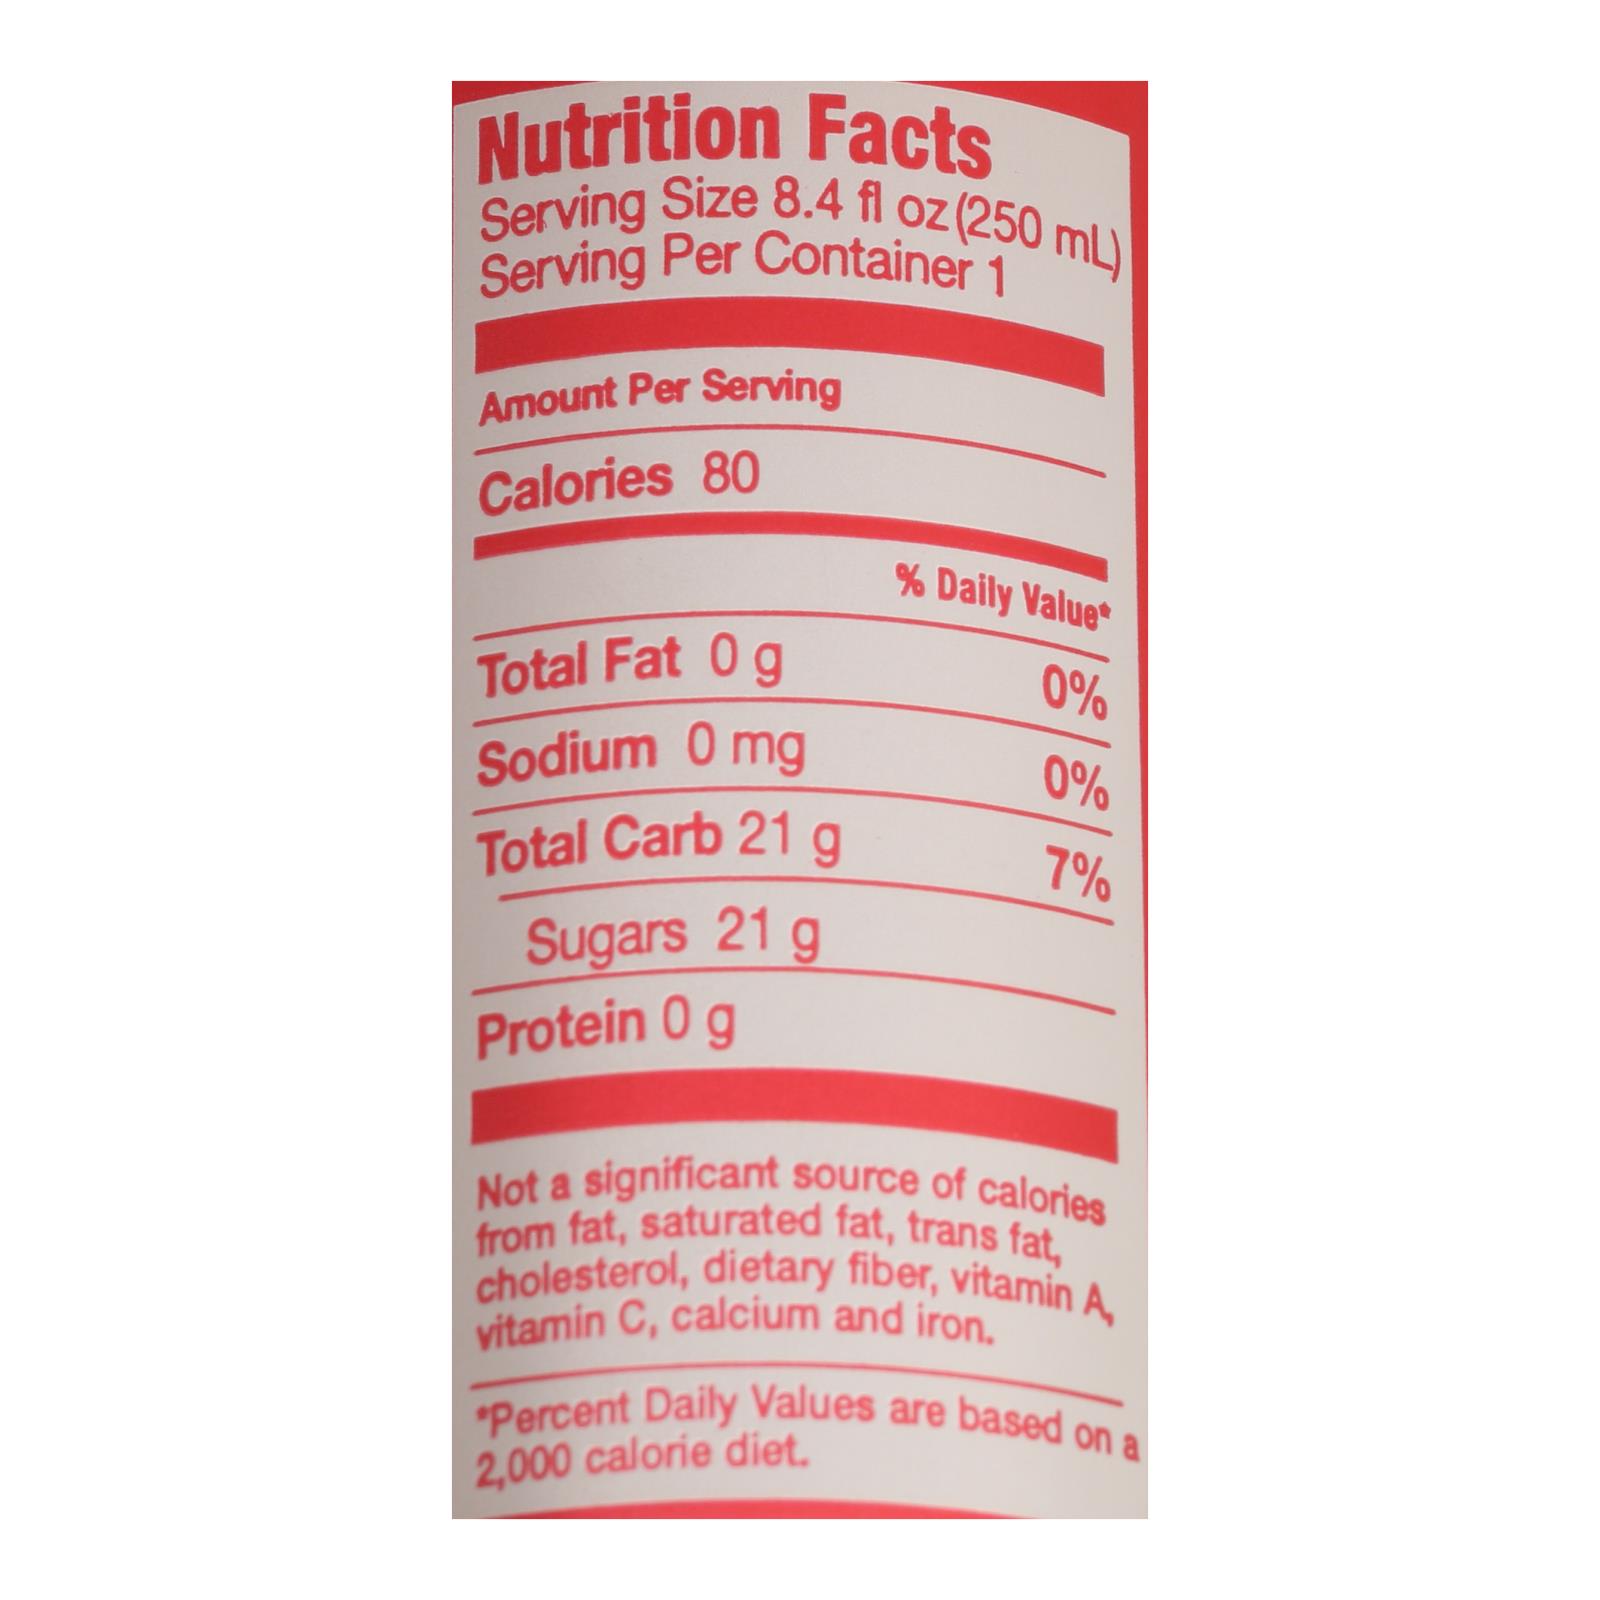 Nutrition Facts
Serving Size 8.4 fl oz (250 mL)
Serving Per Container 1
Amount Per Serving
Calories 80
% Daily Value*
Total Fat 0 g 0%
Sodium 0 mg 0%
Total Carb 21 g 7%
Sugars 21 g
Protein 0 g
Not a significant source of calories
from fat, saturated fat, trans fat,
cholesterol, dietary fiber, vitamin A,
vitamin C, calcium and iron.
*Percent Daily Values are based on a
2,000 calorie diet.